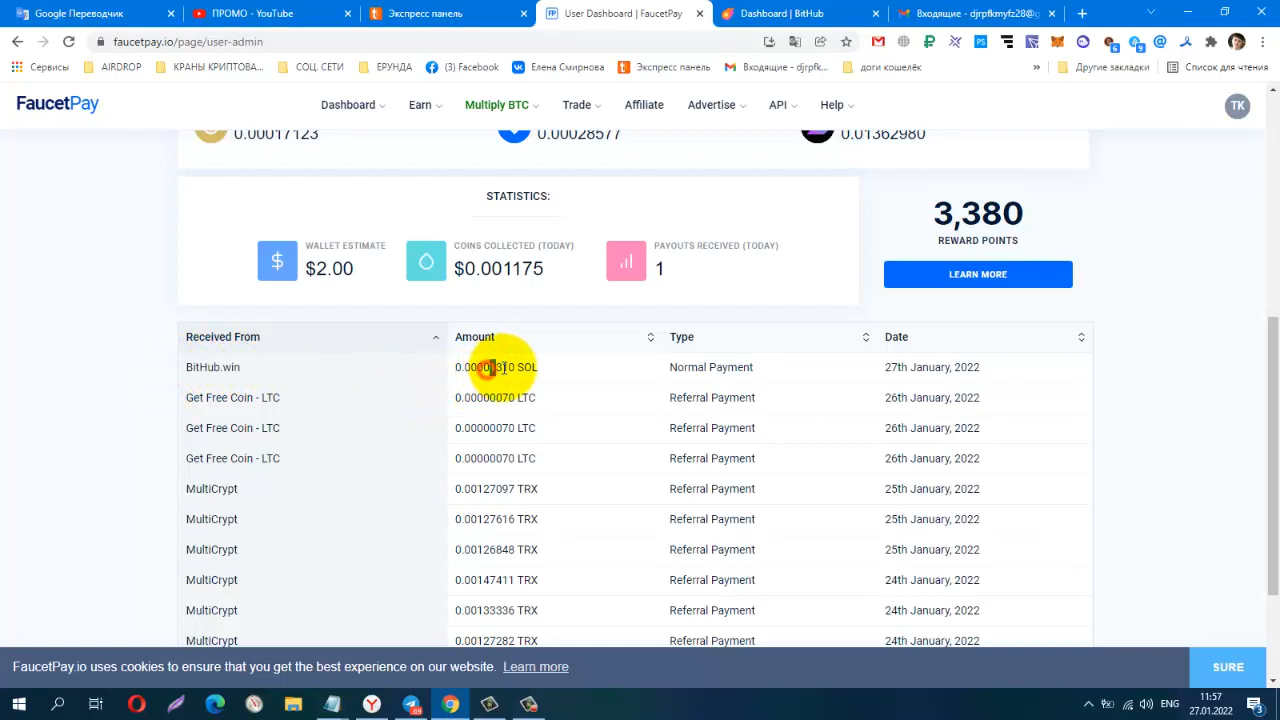 Google Переводчик
ПРОМО - YouTube
Экспресс панель
User Dashboard | FaucetPay
Dashboard | BitHub
Входящие - djrpfkmyfz28@g
faucetpay.io/page/user-admin
Сервисы
AIRDROP
КРАНЫ КРИПТОВА...
СОЦ. СЕТИ
ЕРУНДА
(3) Facebook
Елена Смирнова
Экспресс панель
Входящие - djrpfk...
доги кошелёк
»
Другие закладки
Список для чтения
FaucetPay
Dashboard
Earn
Multiply BTC
Trade
Affiliate
Advertise
API
Help
TK
0.00017123
0.00028577
0.01362980
STATISTICS:
WALLET ESTIMATE
$2.00
COINS COLLECTED (TODAY)
$0.001175
PAYOUTS RECEIVED (TODAY)
1
3,380
REWARD POINTS
LEARN MORE
Received From Amount Type Date
BitHub.win SOL Normal Payment 27th January, 2022
Get Free Coin - LTC 0.00000070 LTC Referral Payment 26th January, 2022
Get Free Coin - LTC 0.00000070 LTC Referral Payment 26th January, 2022
Get Free Coin - LTC 0.00000070 LTC Referral Payment 26th January, 2022
MultiCrypt 0.00127097 TRX Referral Payment 25th January, 2022
MultiCrypt 0.00127616 TRX Referral Payment 25th January, 2022
MultiCrypt 0.00126848 TRX Referral Payment 25th January, 2022
MultiCrypt 0.00147411 TRX Referral Payment 24th January, 2022
MultiCrypt 0.00133336 TRX Referral Payment 24th January, 2022
MultiCrypt 0.00127282 TRX Referral Payment 24th January, 2022
FaucetPay.io uses cookies to ensure that you get the best experience on our website. Learn more
SURE
ENG
11:57
27.01.2022